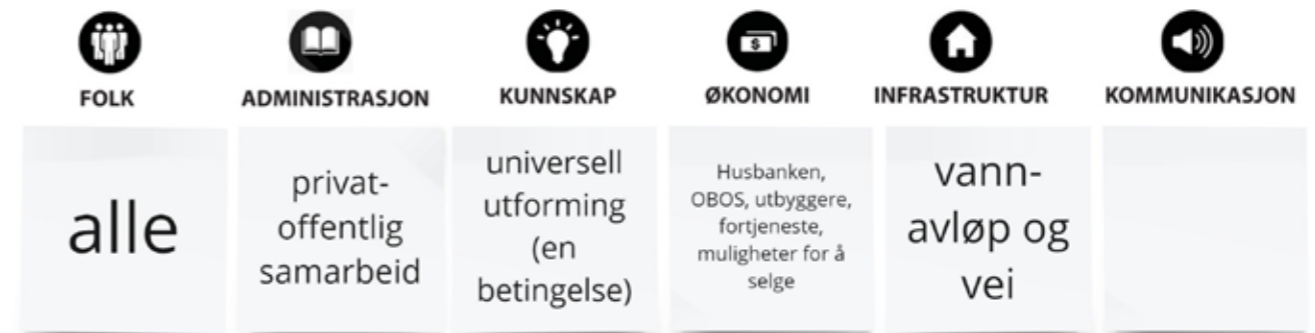 FOLK
ADMINISTRASJON
KUNNSKAP
ØKONOMI
INFRASTRUKTUR
KOMMUNIKASJON
alle
privat-
offentlig
samarbeid
universell
utforming
(en
betingelse)
Husbanken,
OBOS, utbyggere,
fortjeneste,
muligheter for å
selge
vann-
avløp og
vei